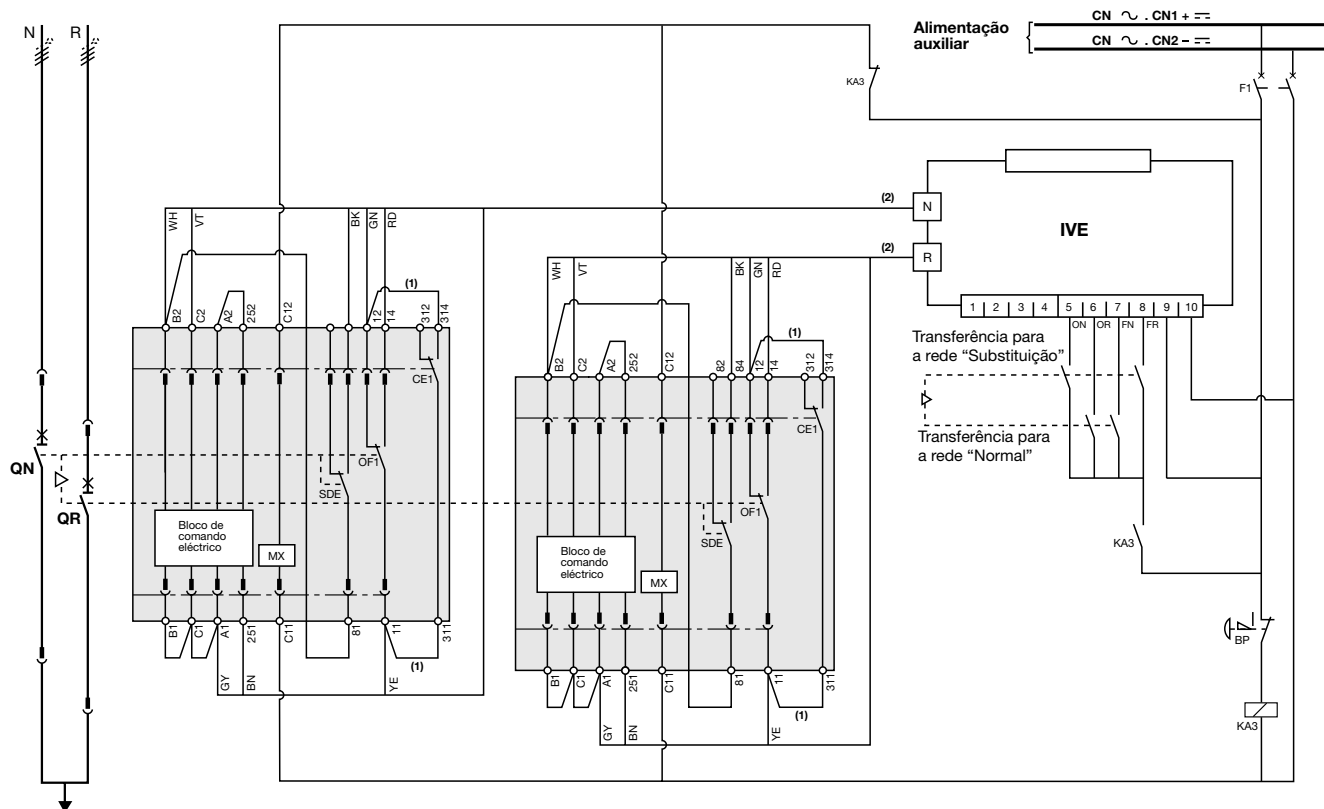 N
R
Alimentação
auxiliar
CN ∿ . CN1 + ⎓
CN ∿ . CN2 – ⎓
KA3
F1
(2)
N
(2)
R
IVE
1 2 3 4 5 6 7 8 9 10
ON OR FN FR
Transferência para
a rede “Substituição”
Transferência para
a rede “Normal”
KA3
BP
KA3
WH VT BK GN RD
(1)
B2 C2 A2 252 C12 12 14 312 314
CE1
OF1
SDE
Bloco de
comando
eléctrico
MX
B1 C1 A1 251 C11 81 11 311
(1)
GY BN YE
QN
QR
WH VT BK GN RD
(1)
B2 C2 A2 252 C12 82 84 12 14 312 314
CE1
OF1
SDE
Bloco de
comando
eléctrico
MX
B1 C1 A1 251 C11 81 11 311
(1)
GY BN YE